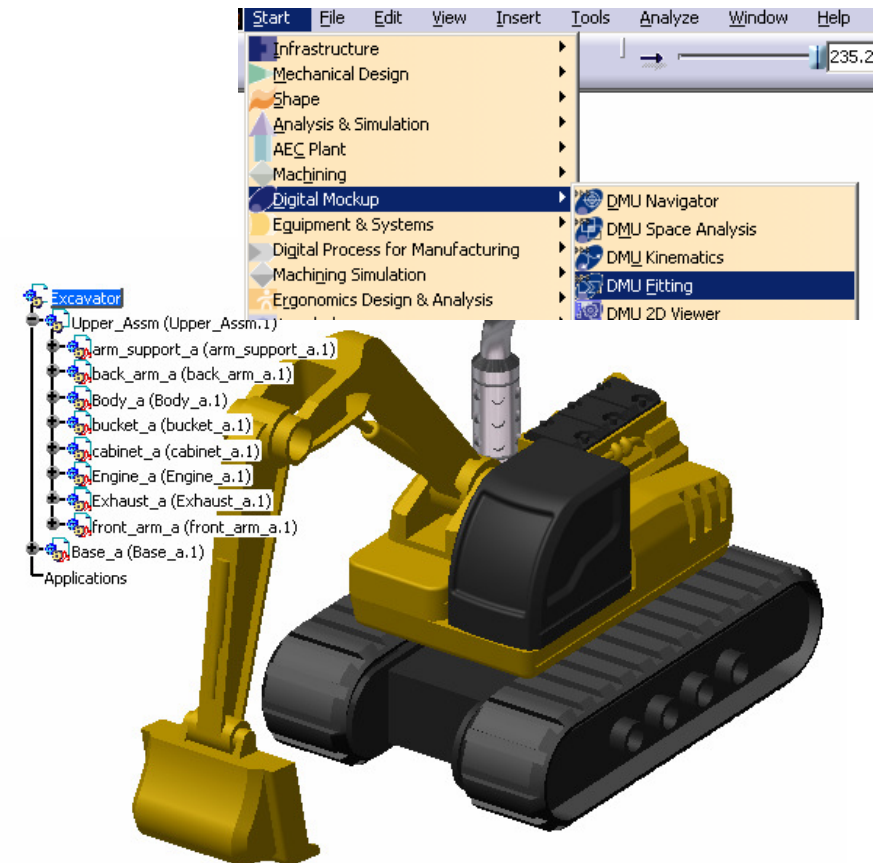 Start File Edit View Insert Tools Analyze Window Help
Infrastructure
235.2
Mechanical Design
Shape
Analysis & Simulation
AEC Plant
Machining
Digital Mockup
DMU Navigator
Equipment & Systems
DMU Space Analysis
Digital Process for Manufacturing
DMU Kinematics
Machining Simulation
DMU Fitting
Ergonomics Design & Analysis
DMU 2D Viewer
Excavator
Upper_Assm (Upper_Assm.1)
arm_support_a (arm_support_a.1)
back_arm_a (back_arm_a.1)
Body_a (Body_a.1)
bucket_a (bucket_a.1)
cabinet_a (cabinet_a.1)
Engine_a (Engine_a.1)
Exhaust_a (Exhaust_a.1)
front_arm_a (front_arm_a.1)
Base_a (Base_a.1)
Applications